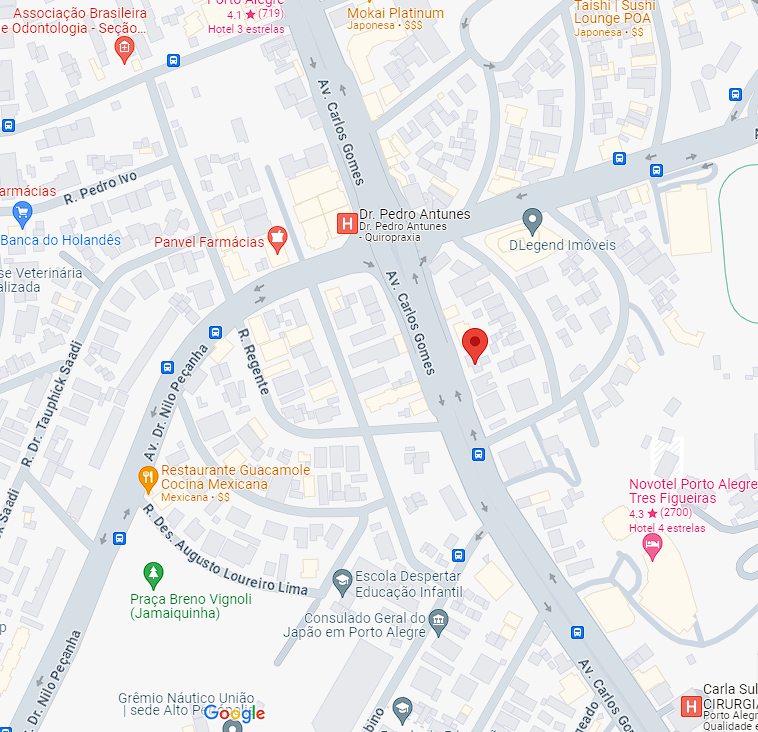 Porto Alegre
4.1 ★ (719)
Hotel 3 estrelas
Associação Brasileira
e Odontologia - Seção...
Mokai Platinum
Japonesa • $$$
Taishi | Sushi
Lounge POA
Japonesa • $$
Av. Carlos Gomes
R. Pedro Ivo
armácias
Banca do Holandês
Panvel Farmácias
Dr. Pedro Antunes
Dr. Pedro Antunes
- Quiropraxia
DLegend Imóveis
se Veterinária
alizada
Av. Carlos Gomes
R. Regente
Av. Dr. Nilo Peçanha
R. Dr. Tauphick Saadi
Restaurante Guacamole
Cocina Mexicana
Mexicana • $$
Novotel Porto Alegre
Tres Figueiras
4.3 ★ (2700)
Hotel 4 estrelas
ck Saadi
R. Des. Augusto Loureiro Lima
Praça Breno Vignoli
(Jamaiquinha)
Escola Despertar
Educação Infantil
Consulado Geral do
Japão em Porto Alegre
p
. Dr. Nilo Peçanha
Av. Carlos Gom
Grêmio Náutico União
| sede Alto
Google
bino
neado
Carla Sul
CIRURGIA
Porto Alegr
Qualidade e